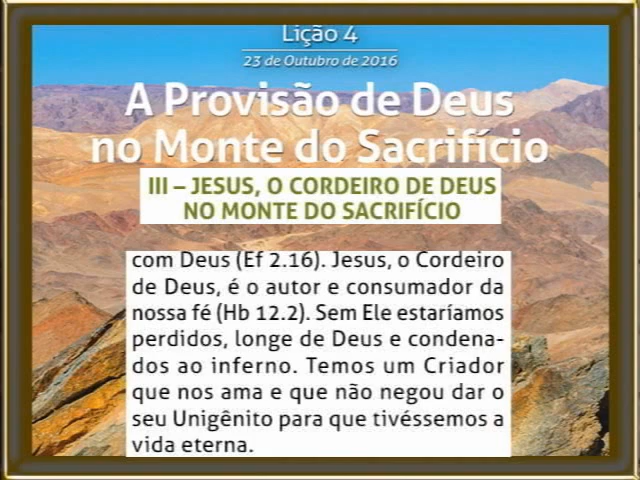 Lição 4
23 de Outubro de 2016
A Provisão de Deus
no Monte do Sacrifício
III – JESUS, O CORDEIRO DE DEUS
NO MONTE DO SACRIFÍCIO
com Deus (Ef 2.16). Jesus, o Cordeiro
de Deus, é o autor e consumador da
nossa fé (Hb 12.2). Sem Ele estaríamos
perdidos, longe de Deus e condena-
dos ao inferno. Temos um Criador
que nos ama e que não negou dar o
seu Unigênito para que tivéssemos a
vida eterna.